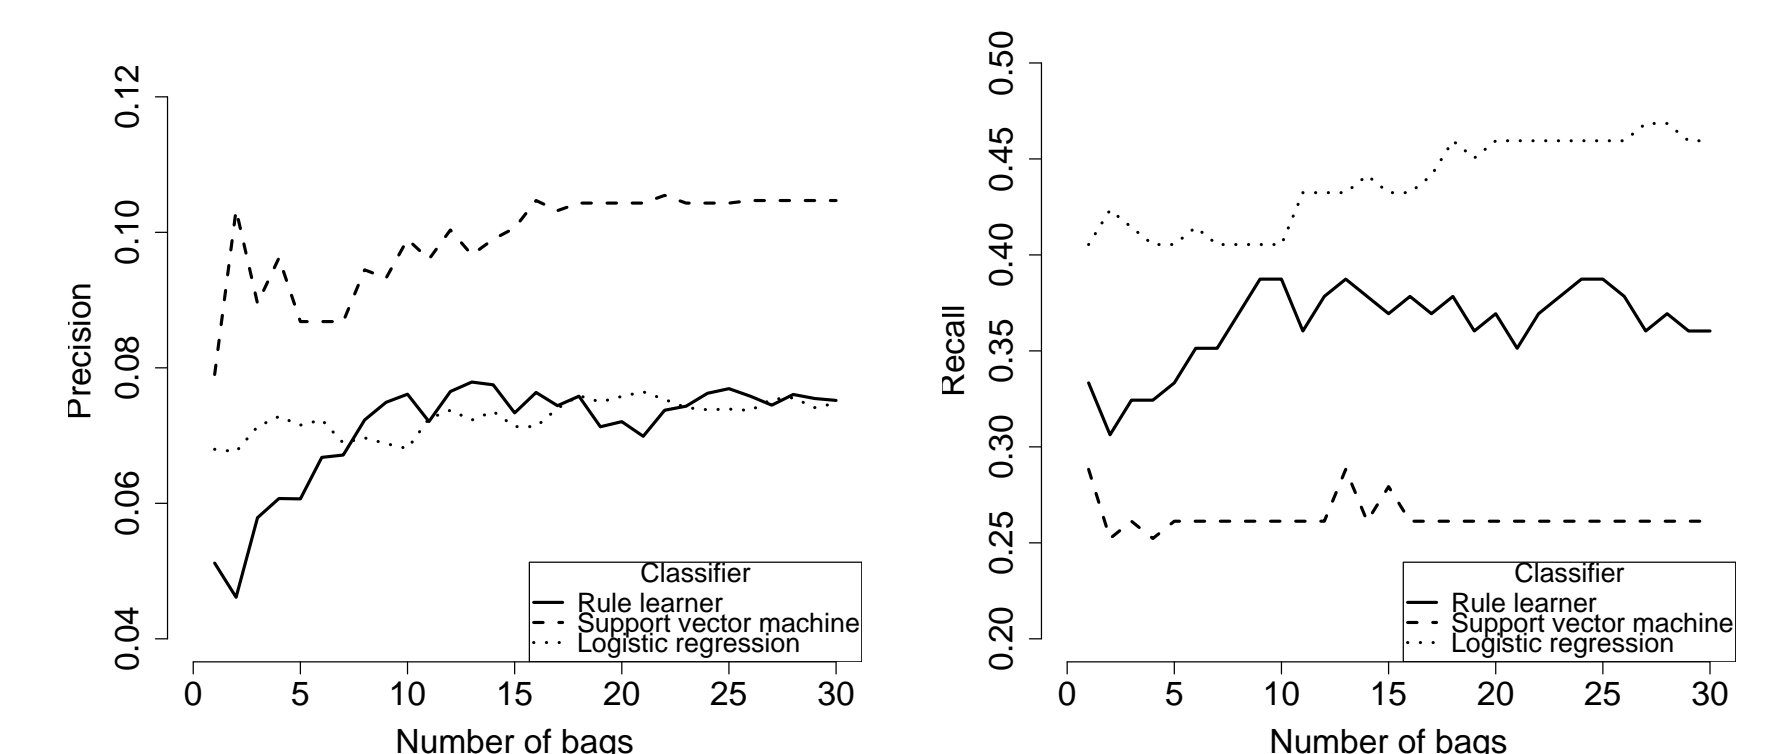 Precision
0.04 0.06 0.08 0.10 0.12
Classifier
Rule learner
Support vector machine
Logistic regression
0 5 10 15 20 25 30
Number of bags
Recall
0.20 0.25 0.30 0.35 0.40 0.45 0.50
Classifier
Rule learner
Support vector machine
Logistic regression
0 5 10 15 20 25 30
Number of bags